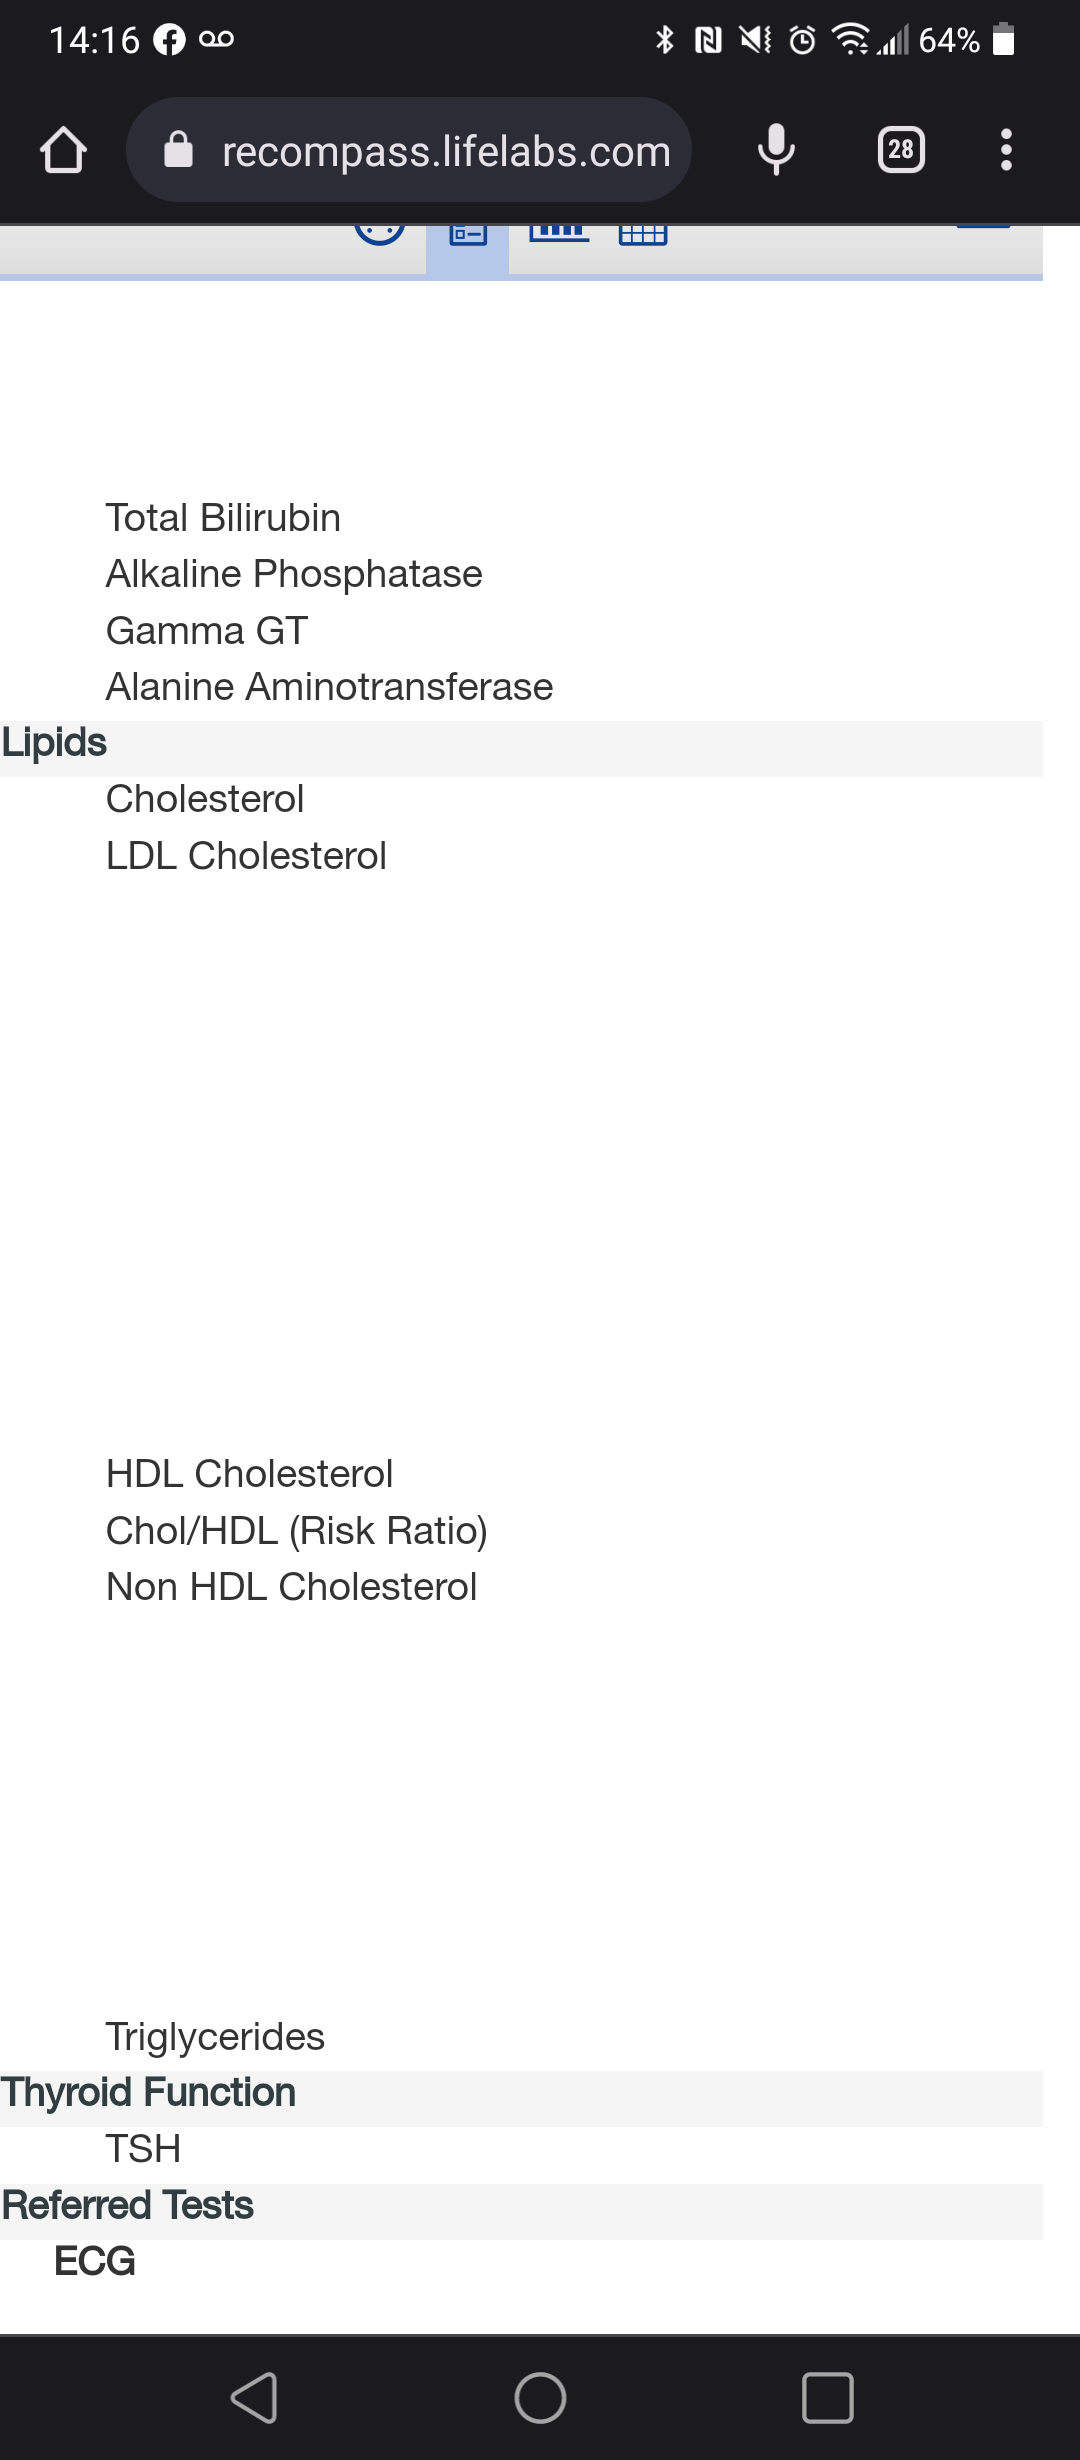 14:16 64%
recompass.lifelabs.com 28
Total Bilirubin
Alkaline Phosphatase
Gamma GT
Alanine Aminotransferase
Lipids
Cholesterol
LDL Cholesterol
HDL Cholesterol
Chol/HDL (Risk Ratio)
Non HDL Cholesterol
Triglycerides
Thyroid Function
TSH
Referred Tests
ECG